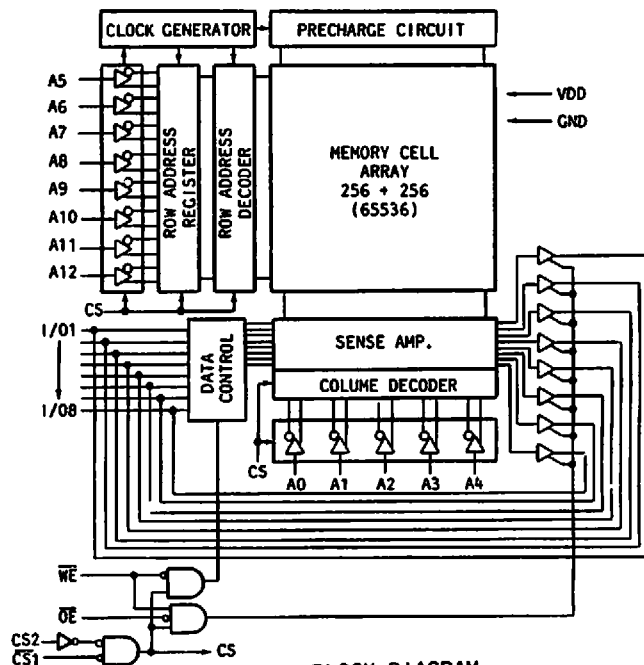 CLOCK GENERATOR
PRECHARGE CIRCUIT
A5
A6
A7
A8
A9
A10
A11
A12
ROW ADDRESS
REGISTER
ROW ADDRESS
DECODER
MEMORY CELL
ARRAY
256 + 256
(65536)
VDD
GND
CS
I/O1
I/O8
DATA
CONTROL
SENSE AMP.
COLUME DECODER
CS
A0
A1
A2
A3
A4
WE
OE
CS2
CS1
CS